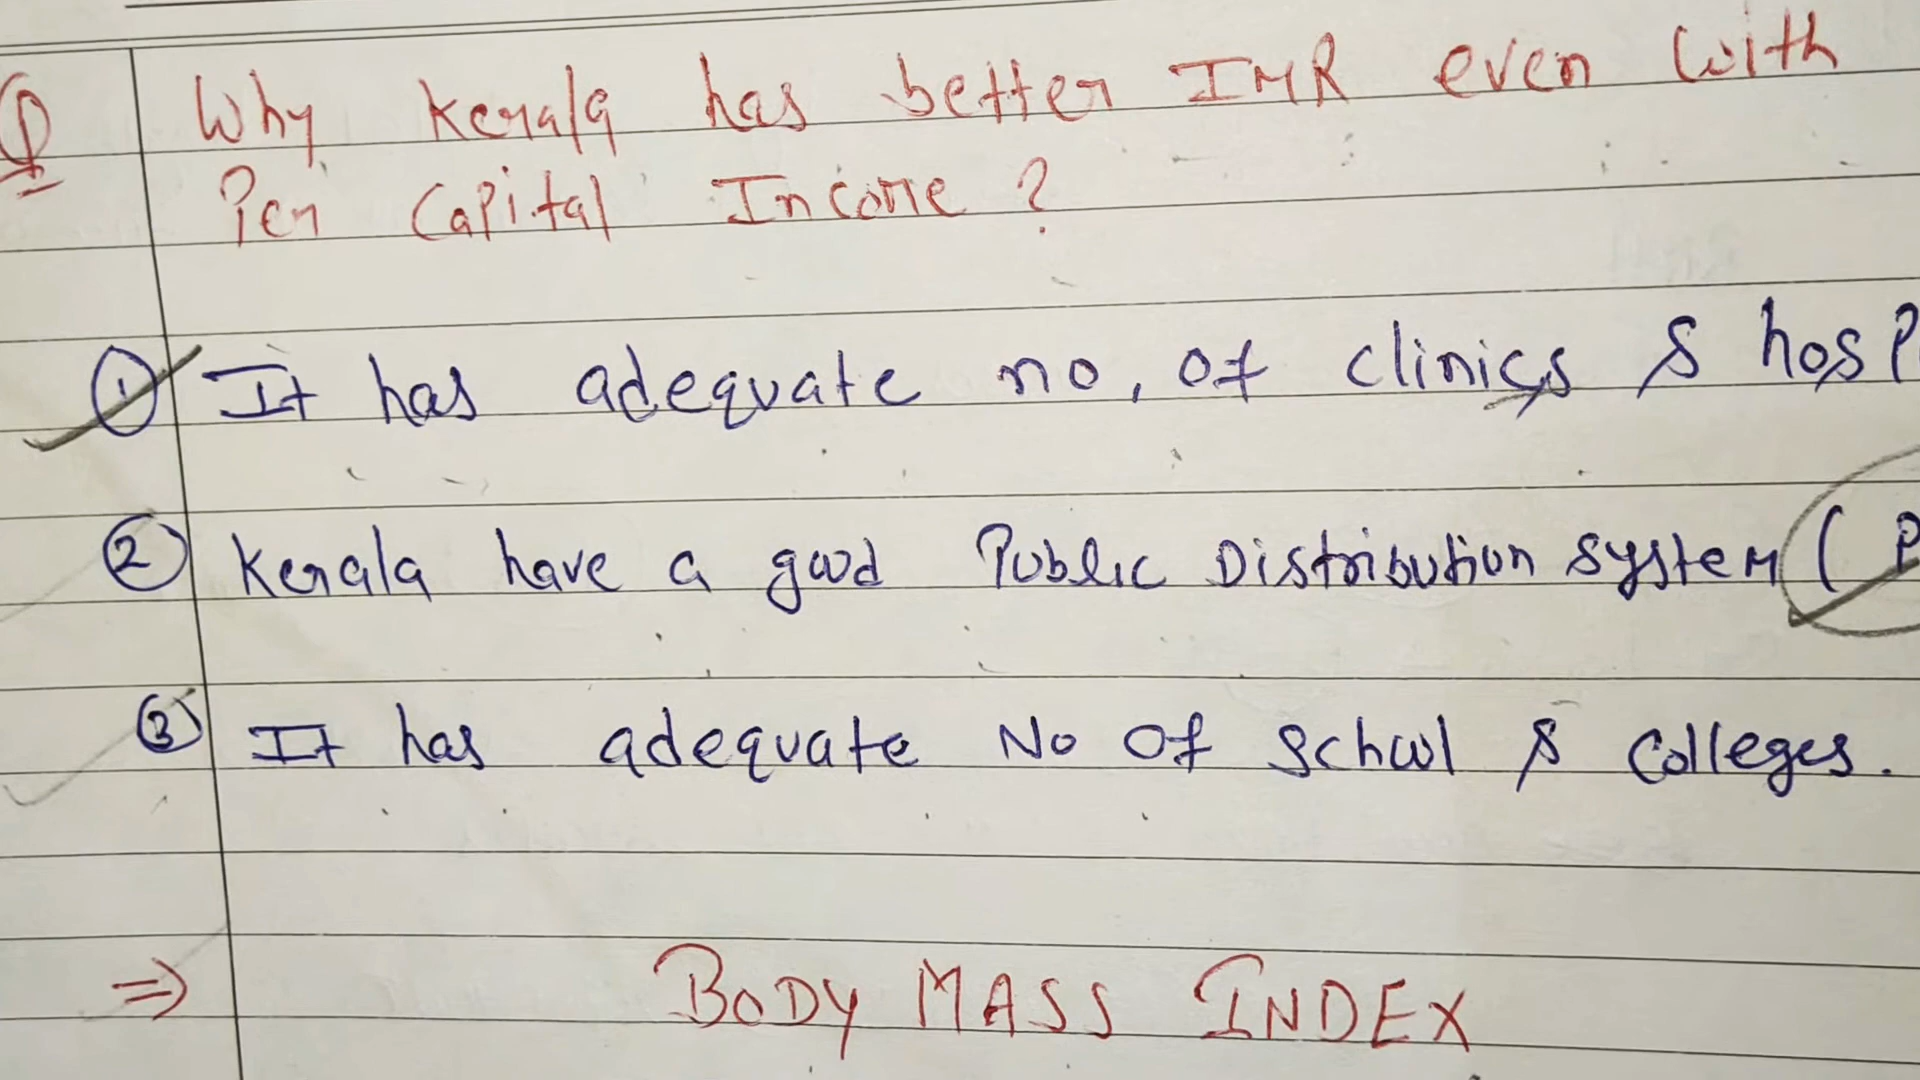 Q Why Kerala has better IMR even with
Per Capital Income ?
① It has adequate no. of clinics & hosp
② Kerala have a good Public Distribution System ( P
③ It has adequate No of School & Colleges.
⇒ BODY MASS INDEX